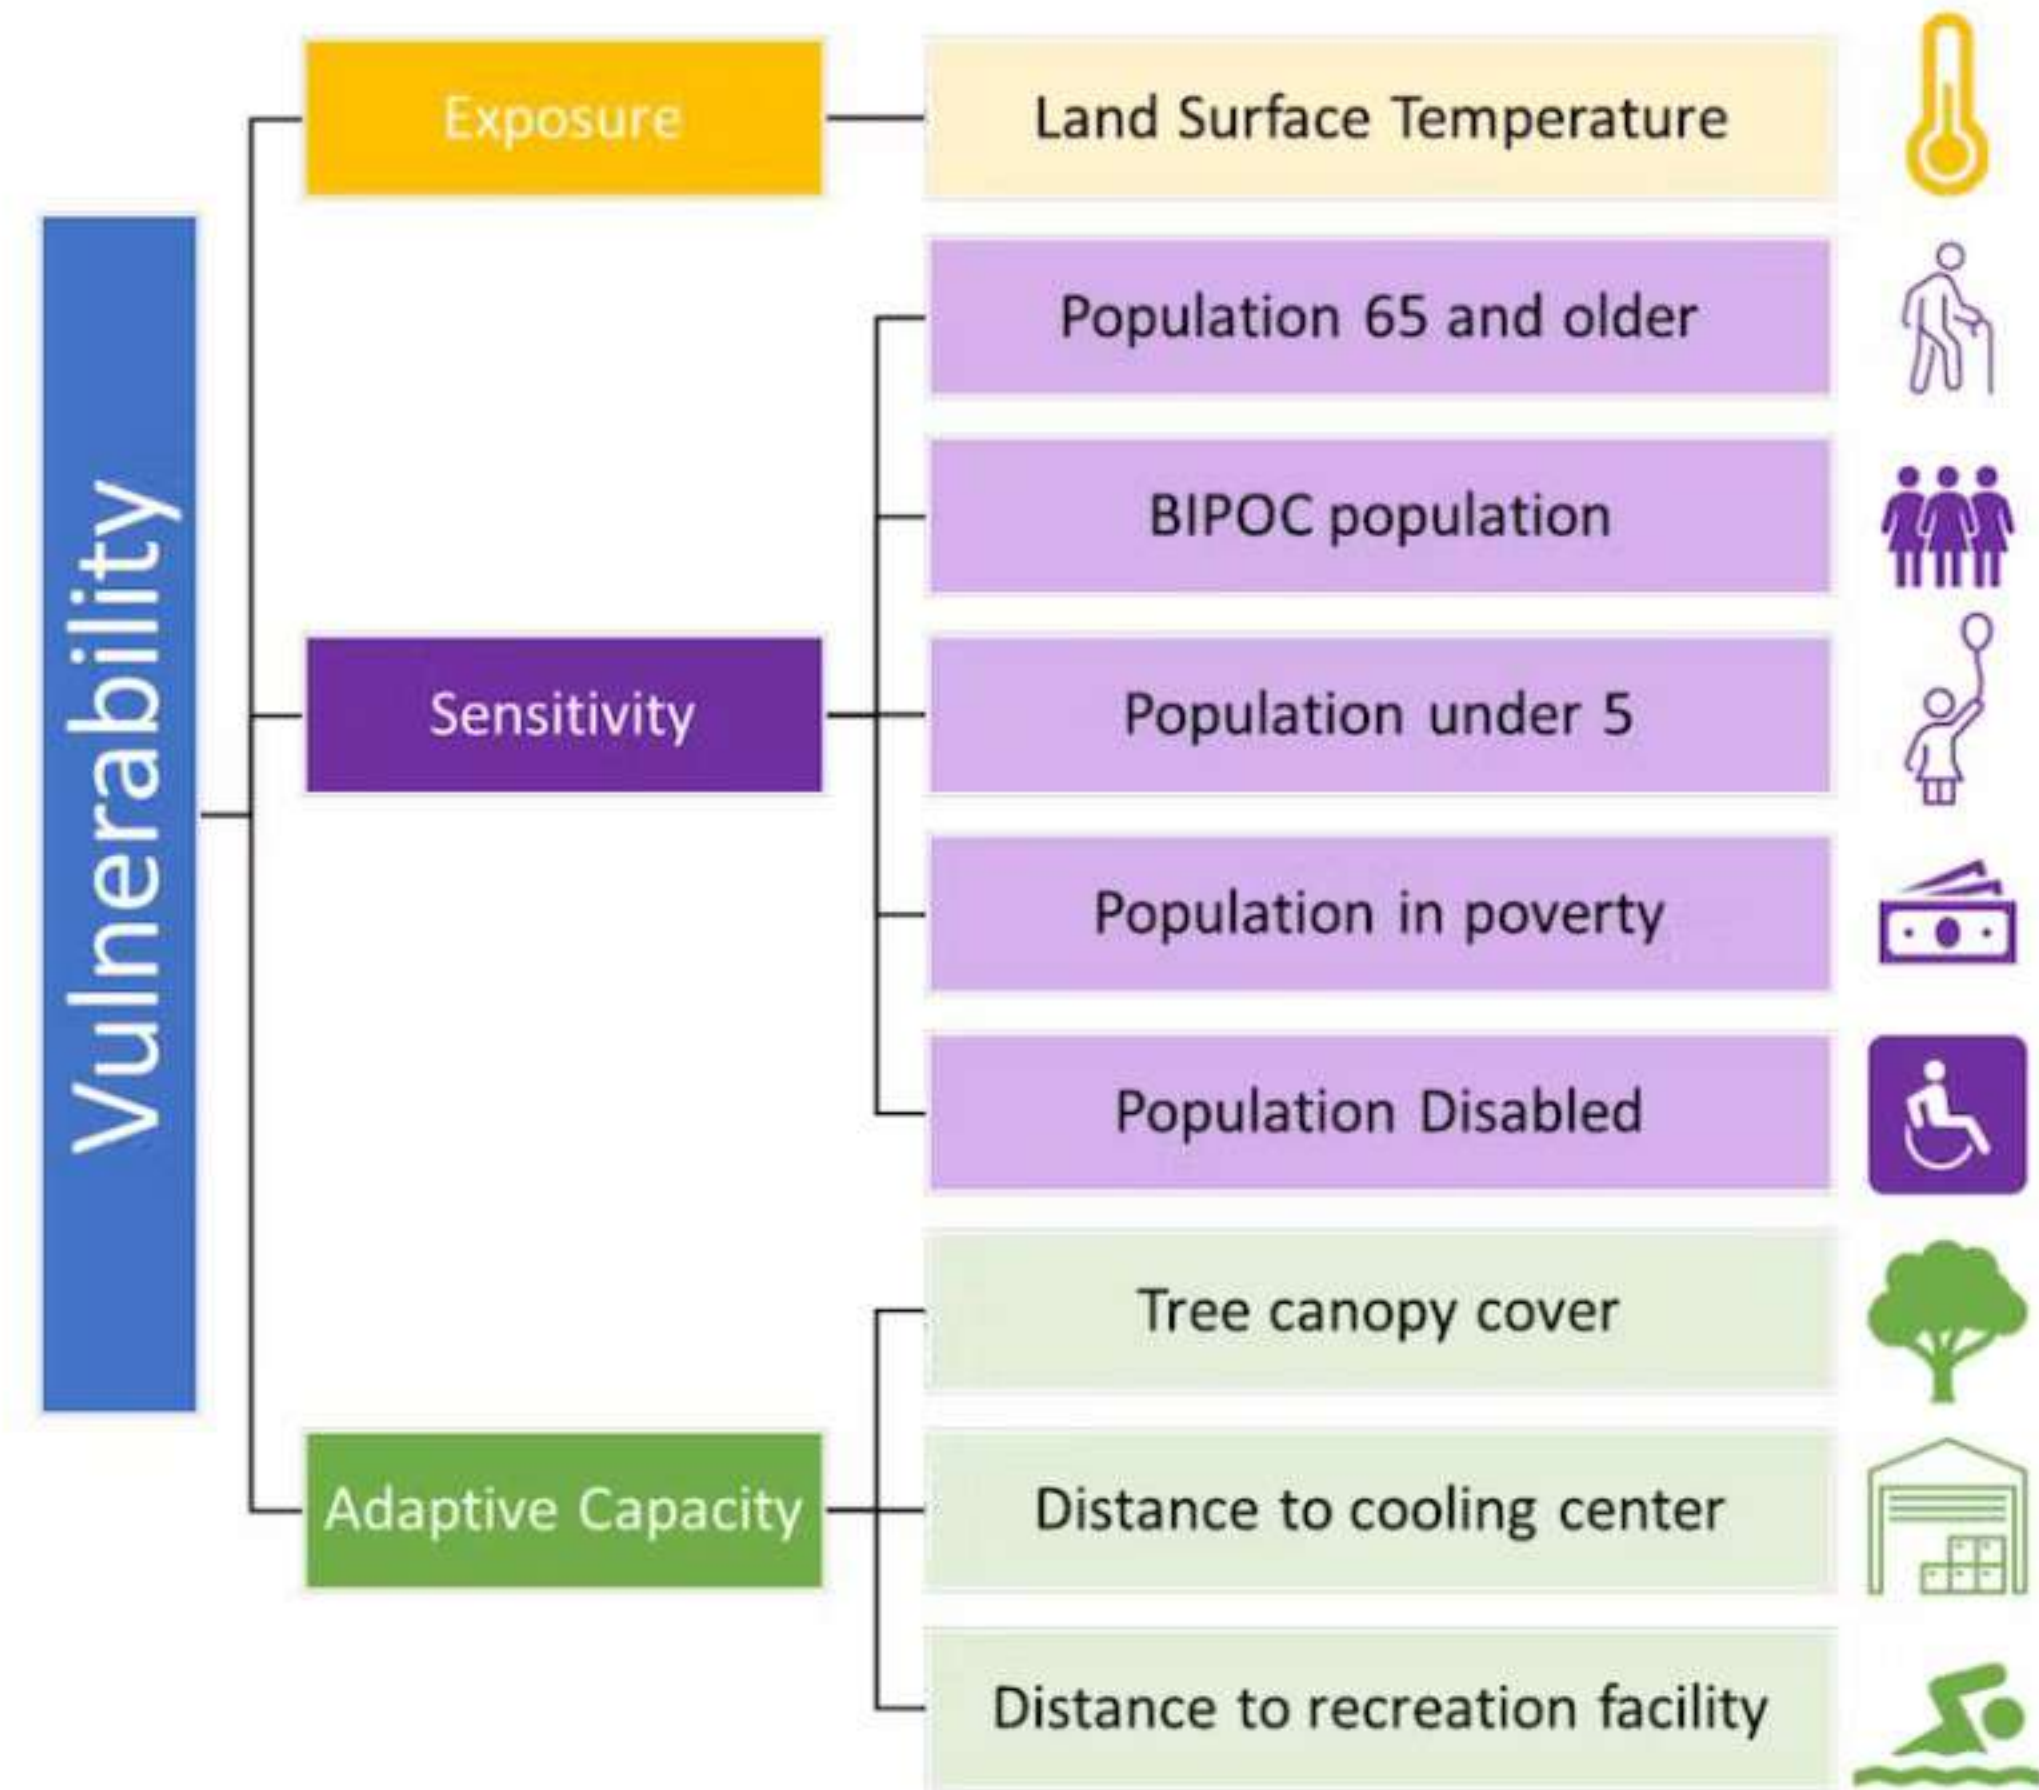 Vulnerability
Exposure
Land Surface Temperature
Sensitivity
Population 65 and older
BIPOC population
Population under 5
Population in poverty
Population Disabled
Adaptive Capacity
Tree canopy cover
Distance to cooling center
Distance to recreation facility